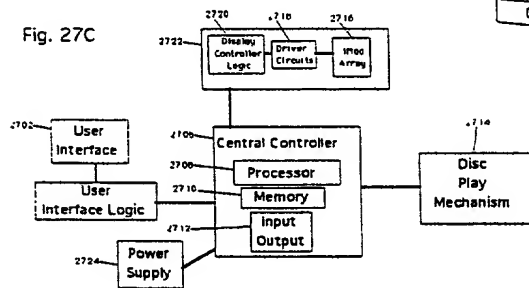 Fig. 27C
2720
2718
2716
2722
Display
Controller
Logic
Driver
Circuits
IMod
Array
2702
User
Interface
User
Interface Logic
2706
Central Controller
2708
Processor
2710
Memory
2712
Input
Output
2714
Disc
Play
Mechanism
2724
Power
Supply